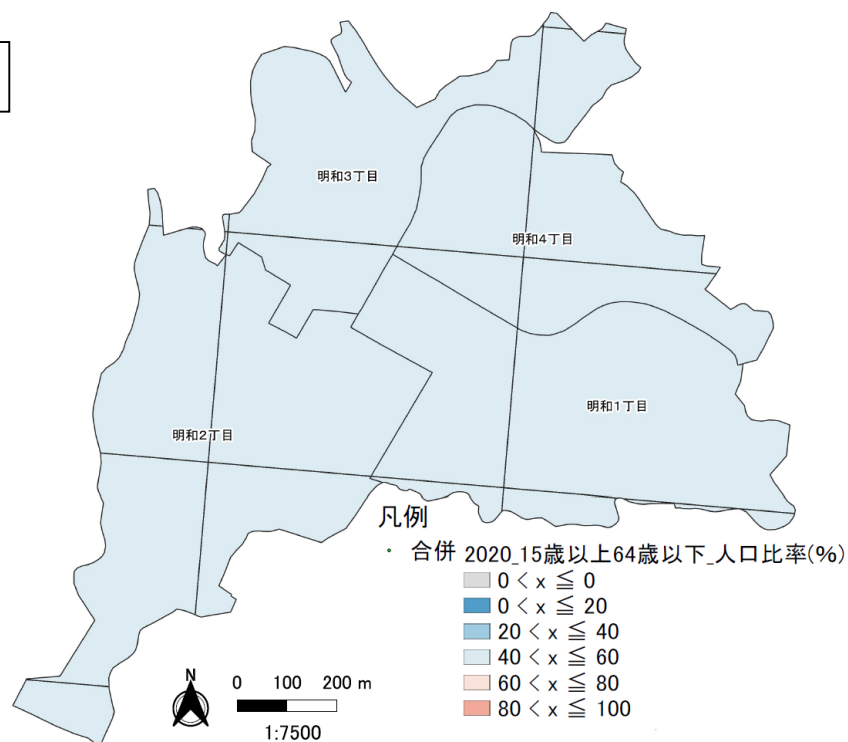 明和3丁目
明和4丁目
明和1丁目
明和2丁目
凡例
合併 2020_15歳以上64歳以下_人口比率(%)
0 < x ≦ 0
0 < x ≦ 20
20 < x ≦ 40
40 < x ≦ 60
60 < x ≦ 80
80 < x ≦ 100
N
0 100 200 m
1:7500